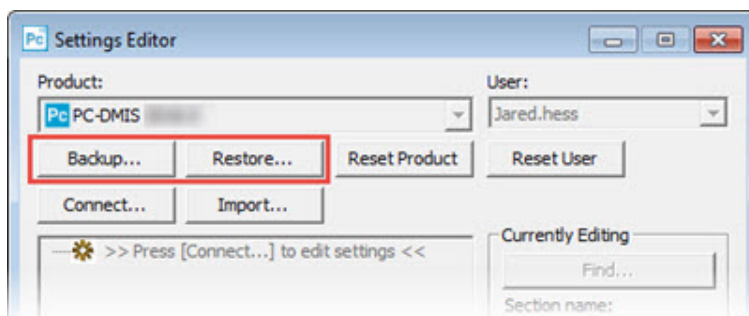 Pc Settings Editor
Product: User:
Pc PC-DMIS Jared.hess
Backup... Restore... Reset Product Reset User
Connect... Import...
>> Press [Connect...] to edit settings <<
Currently Editing
Find...
Section name: